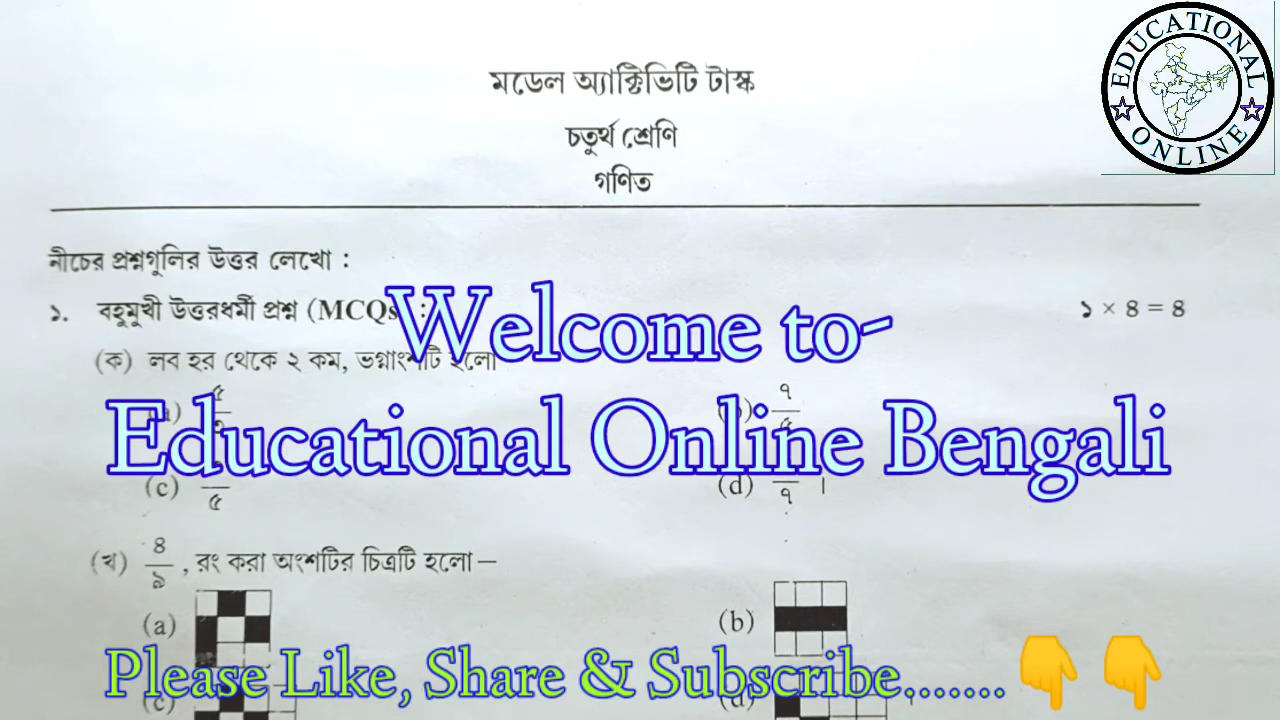 EDUCATIONAL
ONLINE
মডেল অ্যাক্টিভিটি টাস্ক
চতুর্থ শ্রেণি
গণিত
নীচের প্রশ্নগুলির উত্তর লেখো :
১. বহুমুখী উত্তরধর্মী প্রশ্ন (MCQs) : ১ × ৪ = ৪
Welcome to-
(ক) লব হর থেকে ২ কম, ভগ্নাংশটি হলো
৭
Educational Online Bengali
(c) ৫ (d) ৭ ।
(খ) ৪/৯ , রং করা অংশটির চিত্রটি হলো —
(a) (b)
Please Like, Share & Subscribe.......
(c) (d)